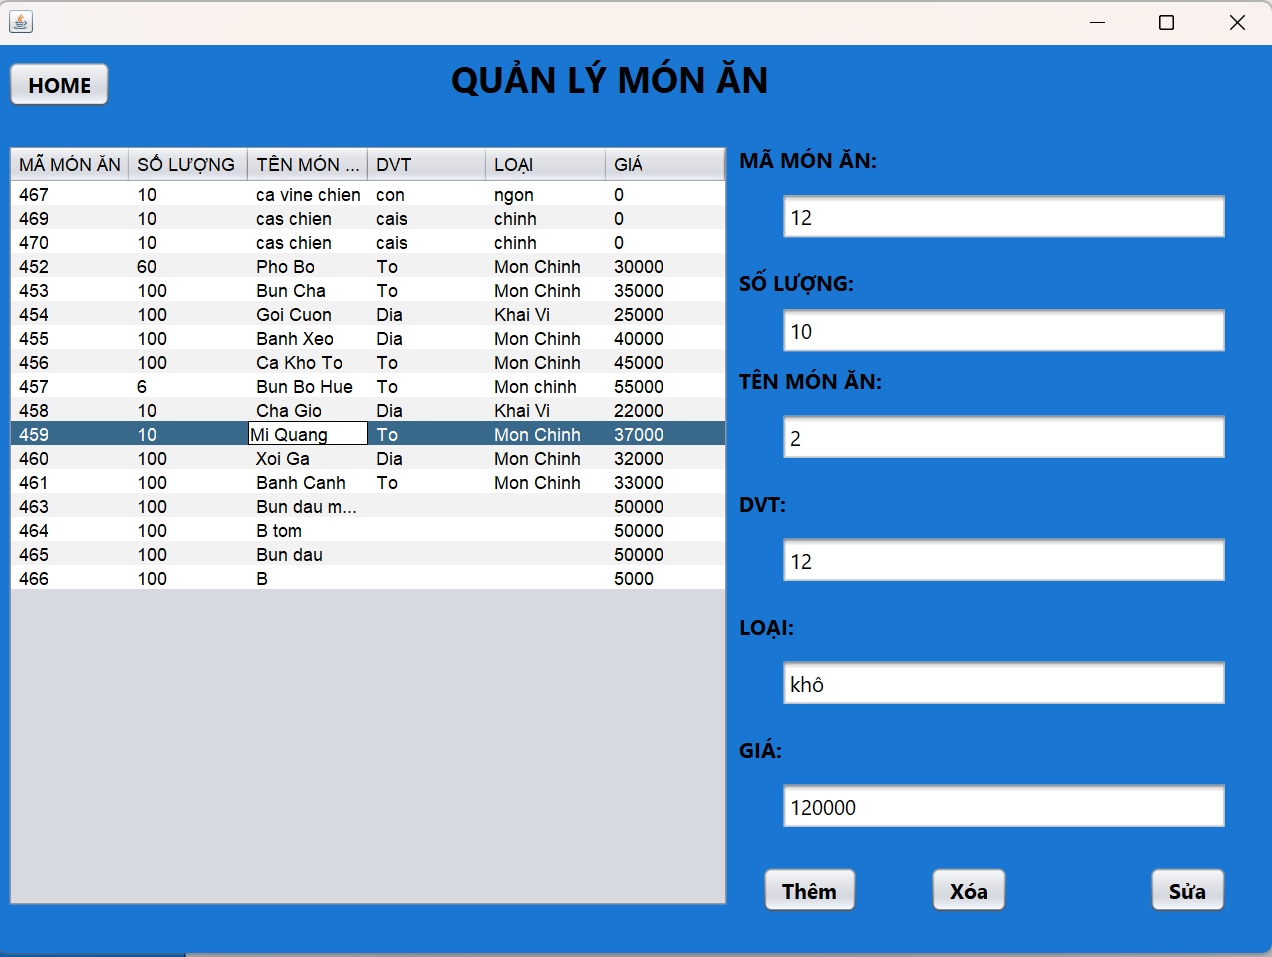 HOME
QUẢN LÝ MÓN ĂN
MÃ MÓN ĂN SỐ LƯỢNG TÊN MÓN ... DVT LOẠI GIÁ
467 10 ca vine chien con ngon 0
469 10 cas chien cais chinh 0
470 10 cas chien cais chinh 0
452 60 Pho Bo To Mon Chinh 30000
453 100 Bun Cha To Mon Chinh 35000
454 100 Goi Cuon Dia Khai Vi 25000
455 100 Banh Xeo Dia Mon Chinh 40000
456 100 Ca Kho To To Mon Chinh 45000
457 6 Bun Bo Hue To Mon chinh 55000
458 10 Cha Gio Dia Khai Vi 22000
459 10 Mi Quang To Mon Chinh 37000
460 100 Xoi Ga Dia Mon Chinh 32000
461 100 Banh Canh To Mon Chinh 33000
463 100 Bun dau m... 50000
464 100 B tom 50000
465 100 Bun dau 50000
466 100 B 5000
MÃ MÓN ĂN:
12
SỐ LƯỢNG:
10
TÊN MÓN ĂN:
2
DVT:
12
LOẠI:
khô
GIÁ:
120000
Thêm Xóa Sửa